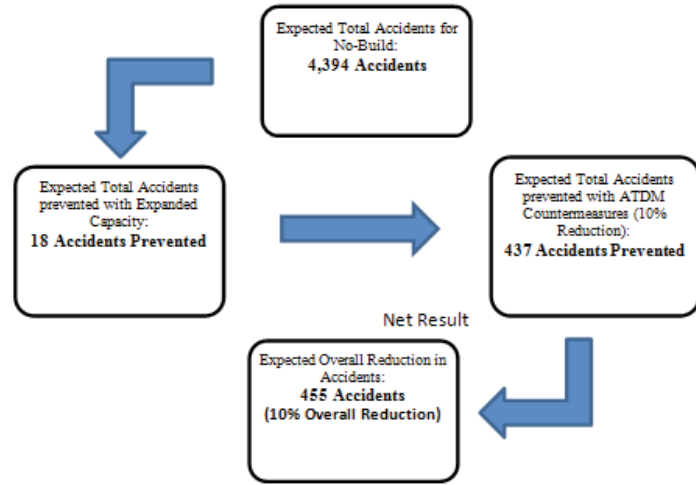 Expected Total Accidents for
No-Build:
4,394 Accidents
Expected Total Accidents
prevented with Expanded
Capacity:
18 Accidents Prevented
Expected Total Accidents
prevented with ATDM
Countermeasures (10%
Reduction):
437 Accidents Prevented
Net Result
Expected Overall Reduction in
Accidents:
455 Accidents
(10% Overall Reduction)